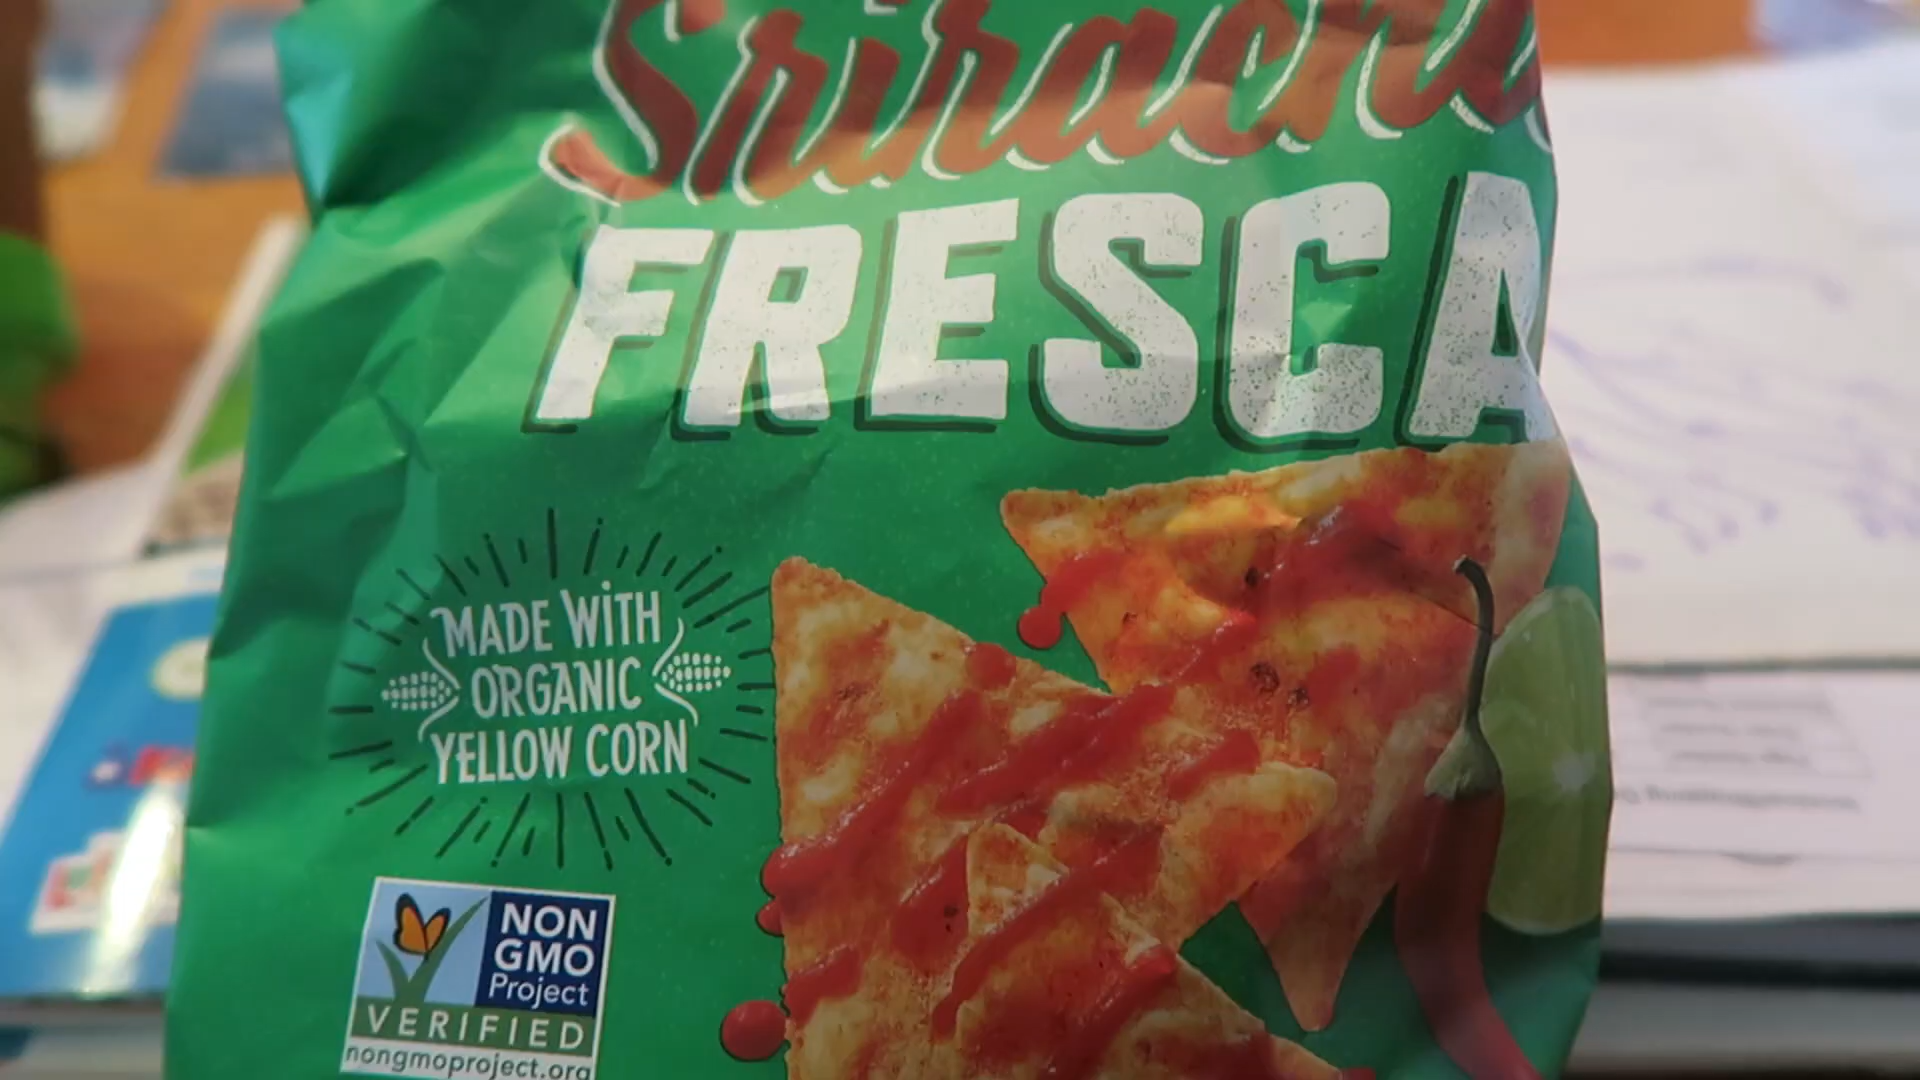 Sriracha
FRESCA
MADE WiTH
ORGANIC
YELLOW CORN
NON
GMO
Project
VERIFIED
nongmoproject.org